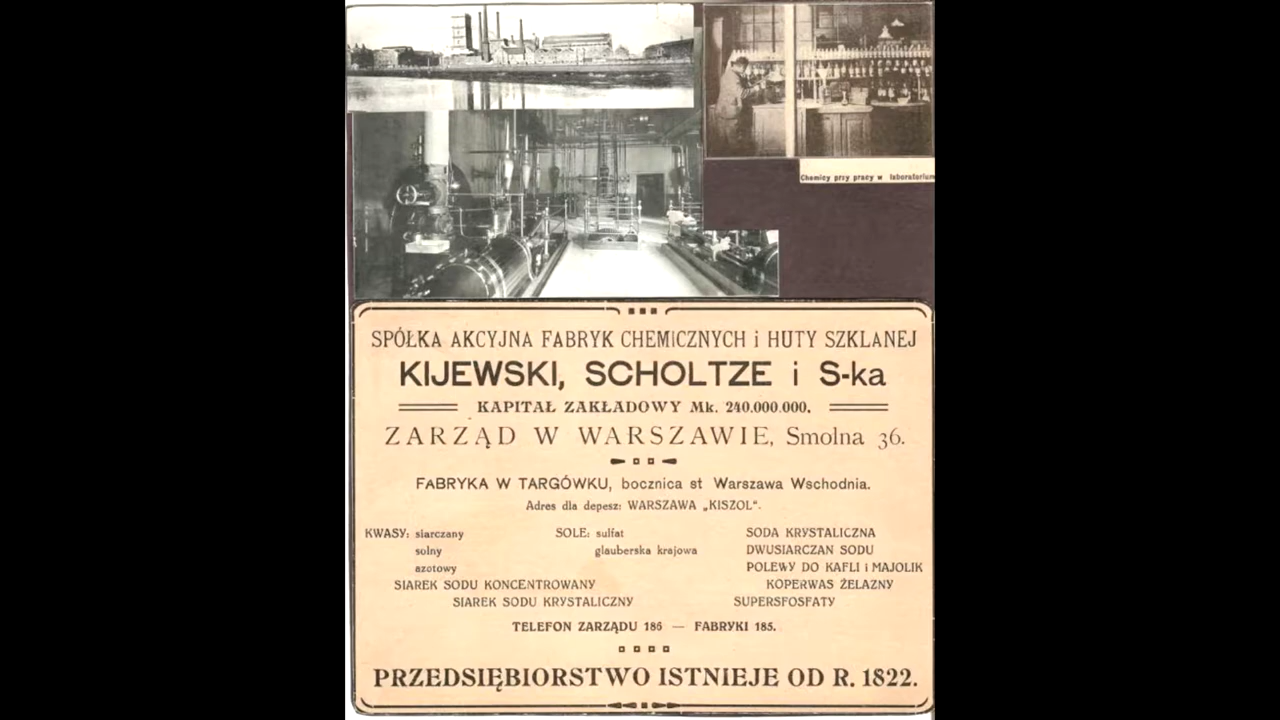 Chemicy przy pracy w laboratorium
SPÓŁKA AKCYJNA FABRYK CHEMICZNYCH i HUTY SZKLANEJ
KIJEWSKI, SCHOLTZE i S-ka
KAPITAŁ ZAKŁADOWY Mk. 240.000.000.
ZARZĄD W WARSZAWIE, Smolna 36.
FABRYKA W TARGÓWKU, bocznica st Warszawa Wschodnia.
Adres dla depesz: WARSZAWA „KISZOL“.
KWASY: siarczany
solny
azotowy
SIAREK SODU KONCENTROWANY
SIAREK SODU KRYSTALICZNY
SOLE: sulfat
glauberska krajowa
SODA KRYSTALICZNA
DWUSIARCZAN SODU
POLEWY DO KAFLI i MAJOLIK
KOPERWAS ŻELAZNY
SUPERSFOSFATY
TELEFON ZARZĄDU 186 — FABRYKI 185.
PRZEDSIĘBIORSTWO ISTNIEJE OD R. 1822.